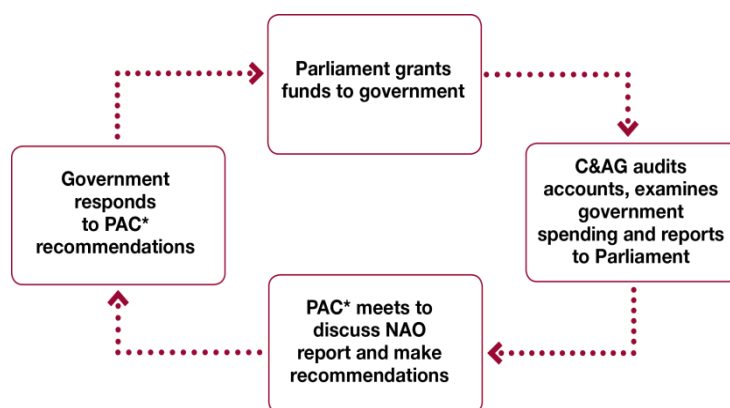 Parliament grants
funds to government
C&AG audits
accounts, examines
government
spending and reports
to Parliament
PAC* meets to
discuss NAO
report and make
recommendations
Government
responds
to PAC*
recommendations